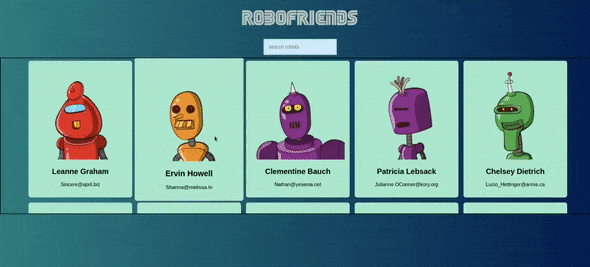 ROBOFRIENDS
search robots
Leanne Graham
Sincere@april.biz
Ervin Howell
Shanna@melissa.tv
Clementine Bauch
Nathan@yesenia.net
Patricia Lebsack
Julianne.OConner@kory.org
Chelsey Dietrich
Lucio_Hettinger@annie.ca